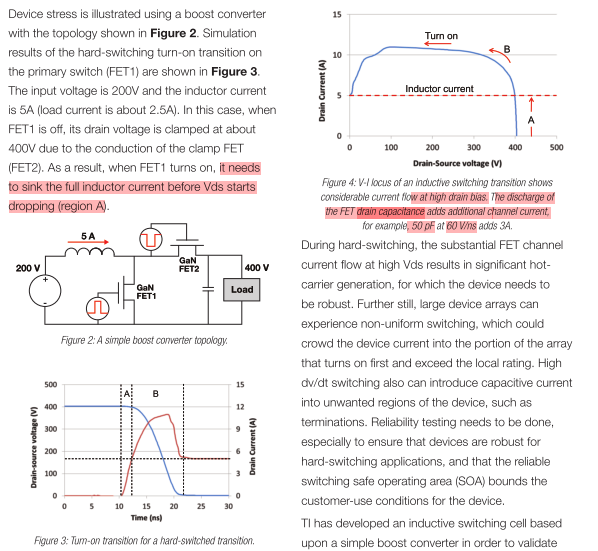 Device stress is illustrated using a boost converter
with the topology shown in Figure 2. Simulation
results of the hard-switching turn-on transition on
the primary switch (FET1) are shown in Figure 3.
The input voltage is 200V and the inductor current
is 5A (load current is about 2.5A). In this case, when
FET1 is off, its drain voltage is clamped at about
400V due to the conduction of the clamp FET
(FET2). As a result, when FET1 turns on, it needs
to sink the full inductor current before Vds starts
dropping (region A).
5 A
200 V
GaN
FET2
400 V
GaN
FET1
Load
Figure 2: A simple boost converter topology.
500
400
300
200
100
0
Drain-source voltage (V)
A
B
15
12
9
6
3
0
Drain Current (A)
0 5 10 15 20 25 30
Time (ns)
Figure 3: Turn-on transition for a hard-switched transition.
15
10
5
0
Drain Current (A)
Turn on
B
Inductor current
A
0 100 200 300 400 500
Drain-Source voltage (V)
Figure 4: V-I locus of an inductive switching transition shows
considerable current flow at high drain bias. The discharge of
the FET drain capacitance adds additional channel current,
for example, 50 pF at 60 V/ns adds 3A.
During hard-switching, the substantial FET channel
current flow at high Vds results in significant hot-
carrier generation, for which the device needs to
be robust. Further still, large device arrays can
experience non-uniform switching, which could
crowd the device current into the portion of the array
that turns on first and exceed the local rating. High
dv/dt switching also can introduce capacitive current
into unwanted regions of the device, such as
terminations. Reliability testing needs to be done,
especially to ensure that devices are robust for
hard-switching applications, and that the reliable
switching safe operating area (SOA) bounds the
customer-use conditions for the device.
TI has developed an inductive switching cell based
upon a simple boost converter in order to validate